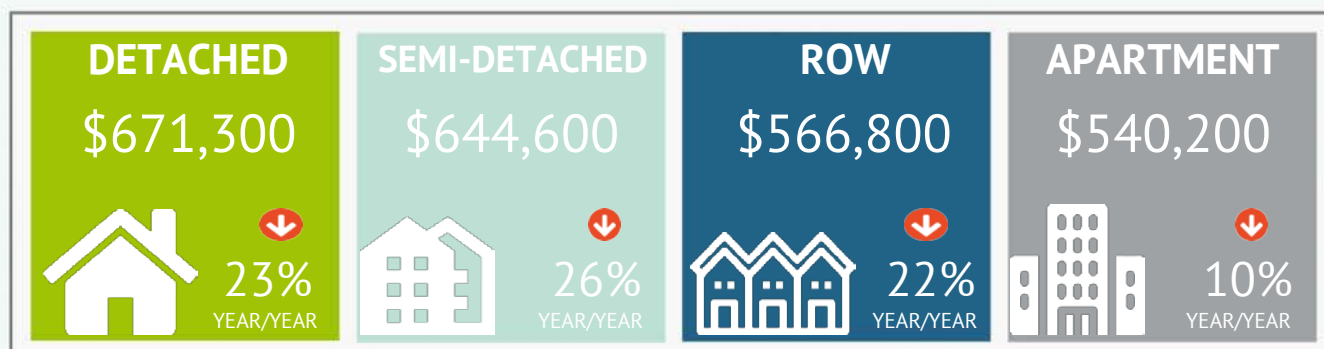 DETACHED
$671,300
23%
YEAR/YEAR
SEMI-DETACHED
$644,600
26%
YEAR/YEAR
ROW
$566,800
22%
YEAR/YEAR
APARTMENT
$540,200
10%
YEAR/YEAR